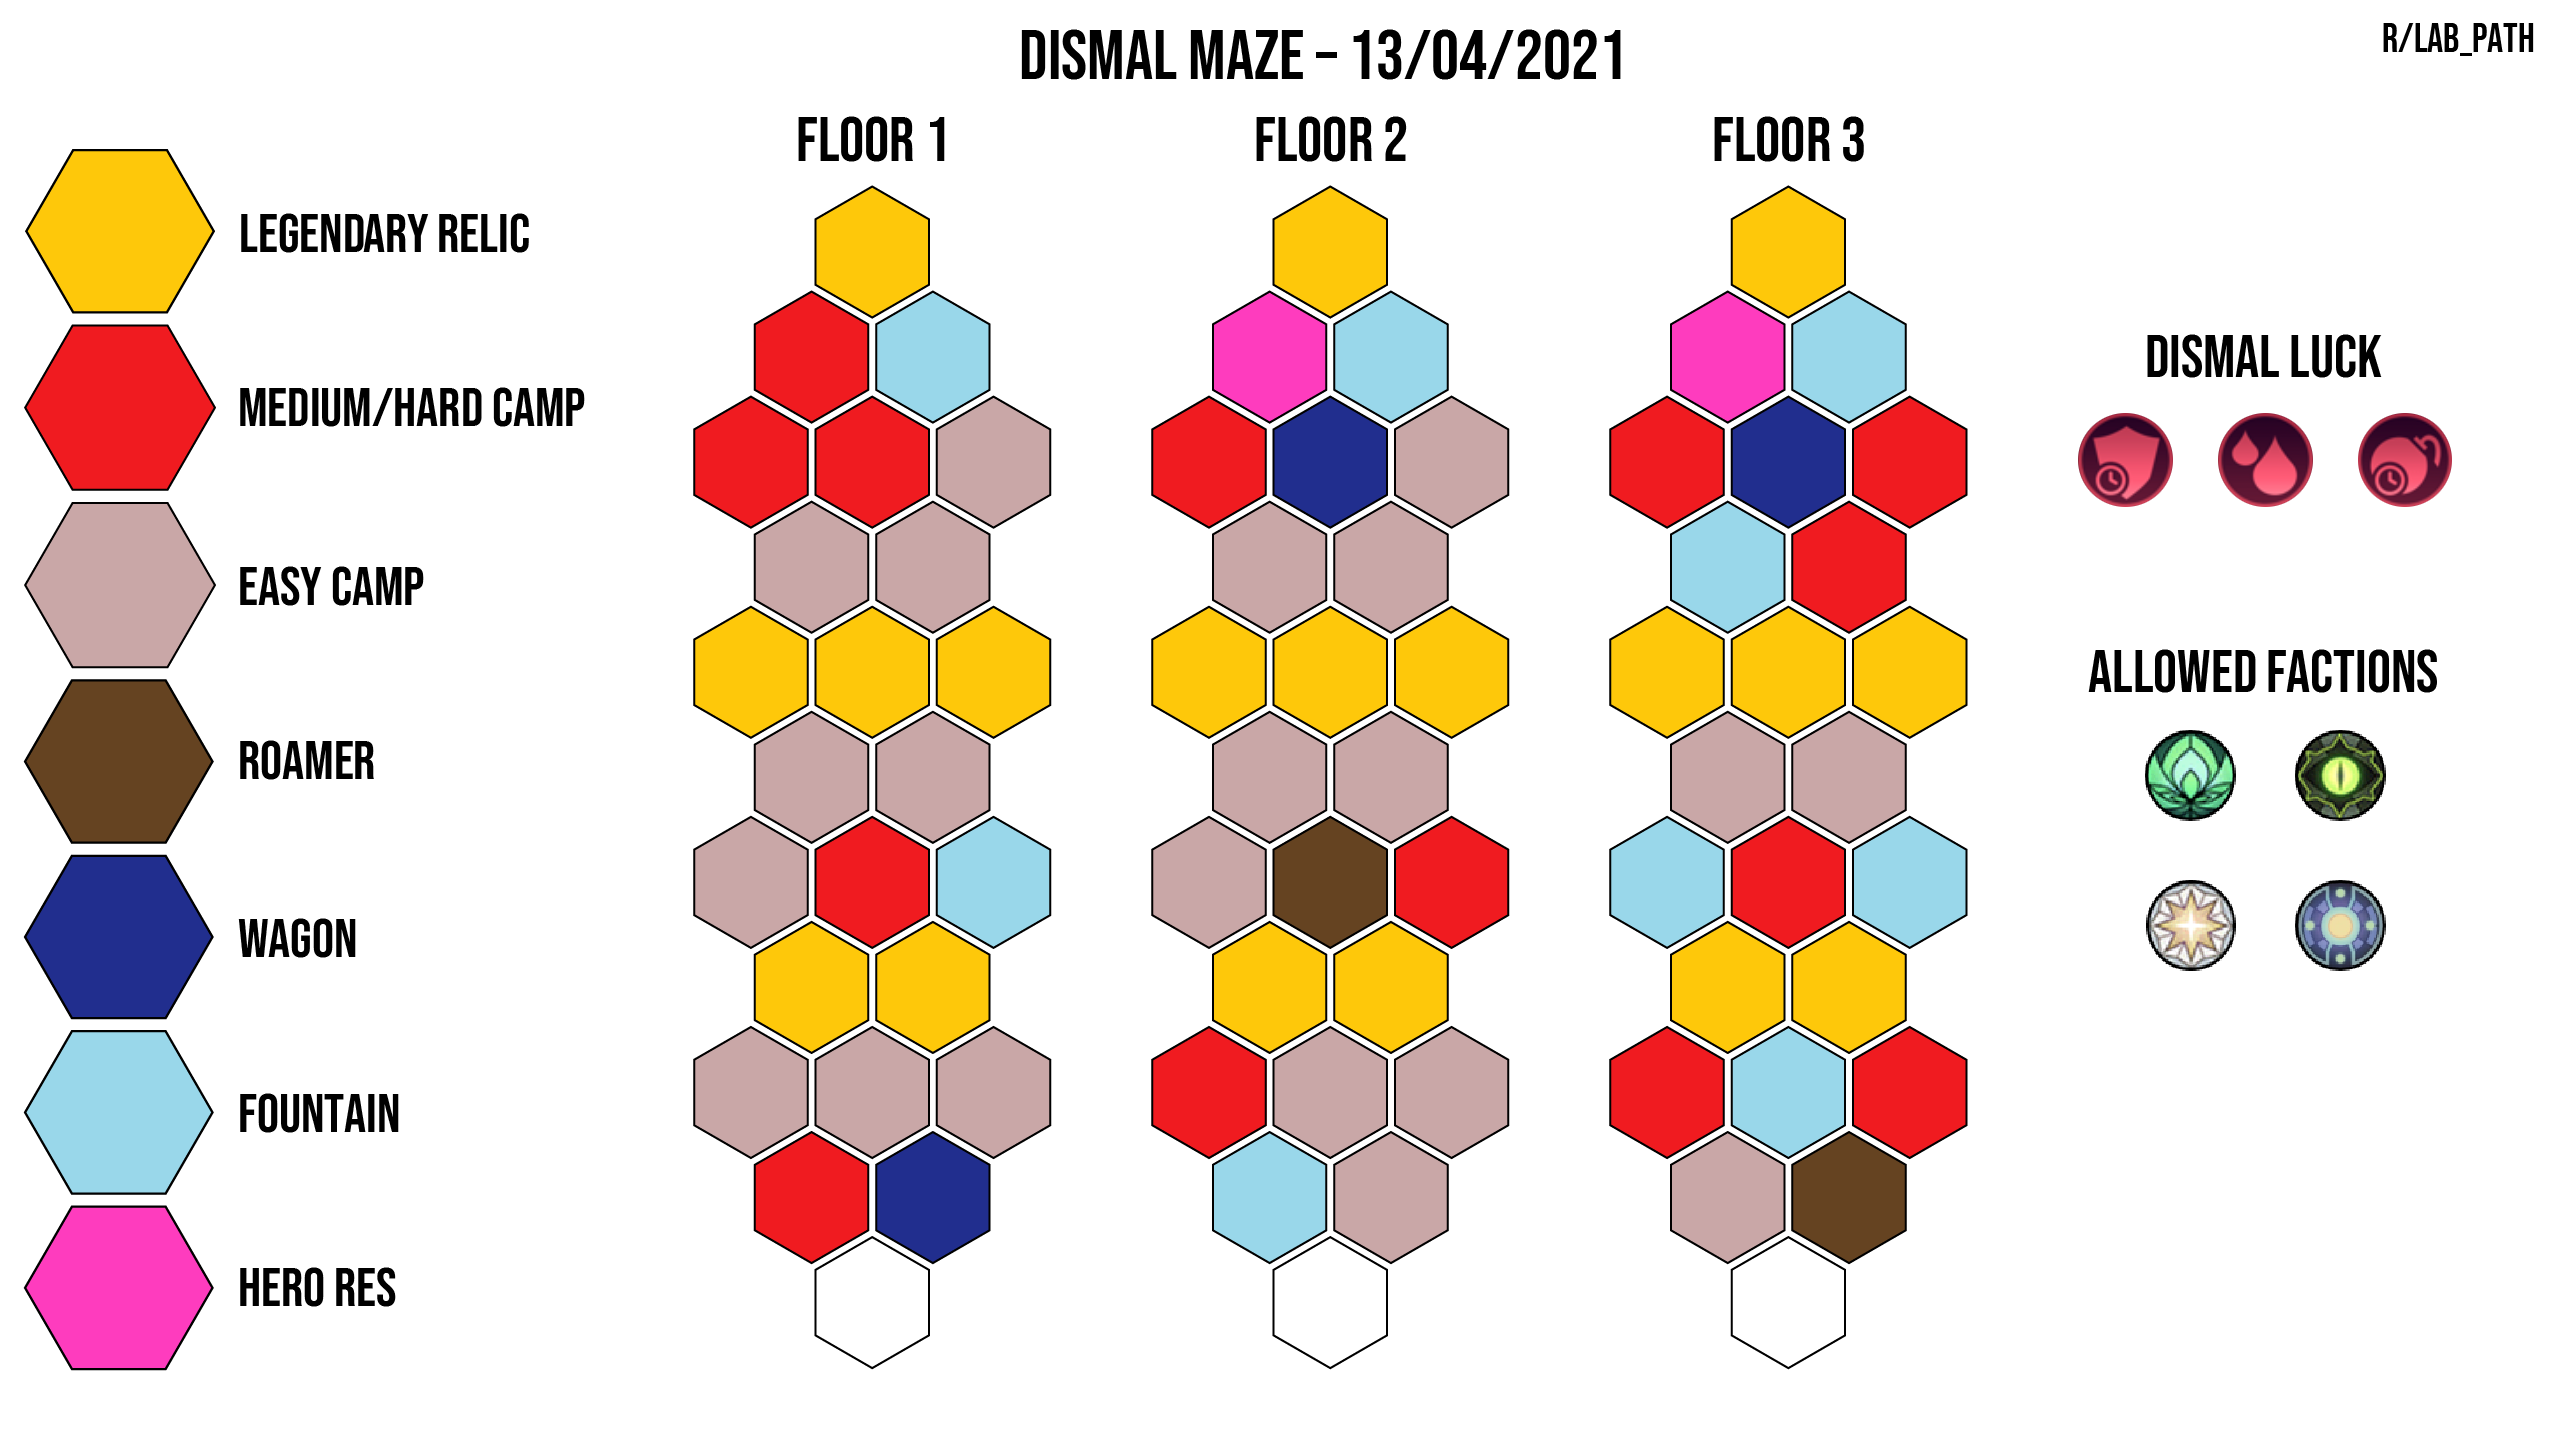 DISMAL MAZE – 13/04/2021
R/LAB_PATH
FLOOR 1
FLOOR 2
FLOOR 3
LEGENDARY RELIC
MEDIUM/HARD CAMP
EASY CAMP
ROAMER
WAGON
FOUNTAIN
HERO RES
DISMAL LUCK
ALLOWED FACTIONS